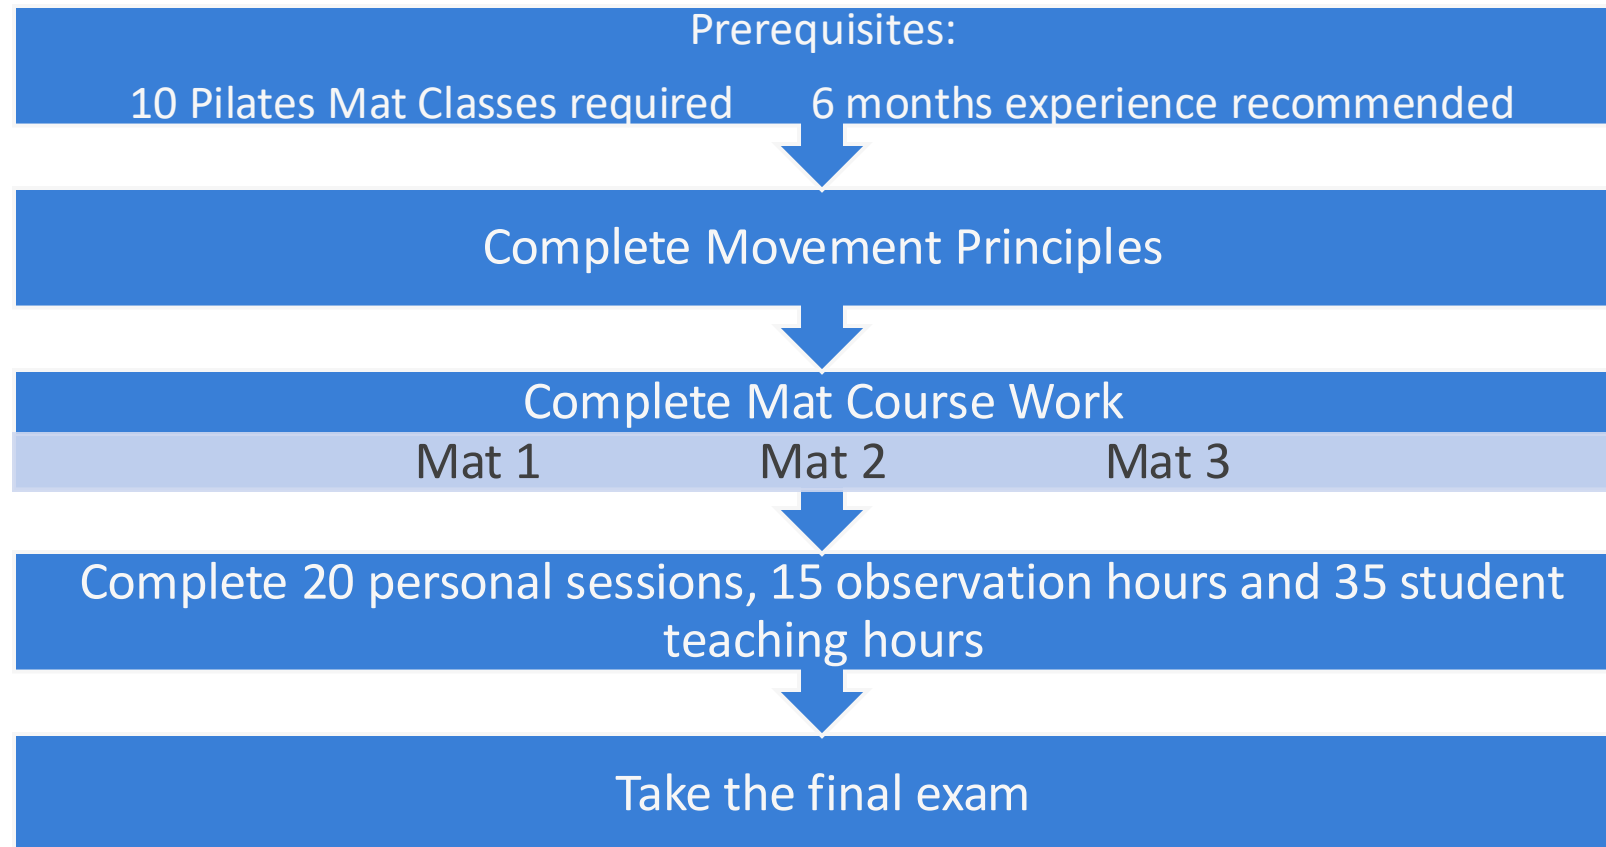 Prerequisites:
10 Pilates Mat Classes required 6 months experience recommended
Complete Movement Principles
Complete Mat Course Work
Mat 1 Mat 2 Mat 3
Complete 20 personal sessions, 15 observation hours and 35 student
teaching hours
Take the final exam